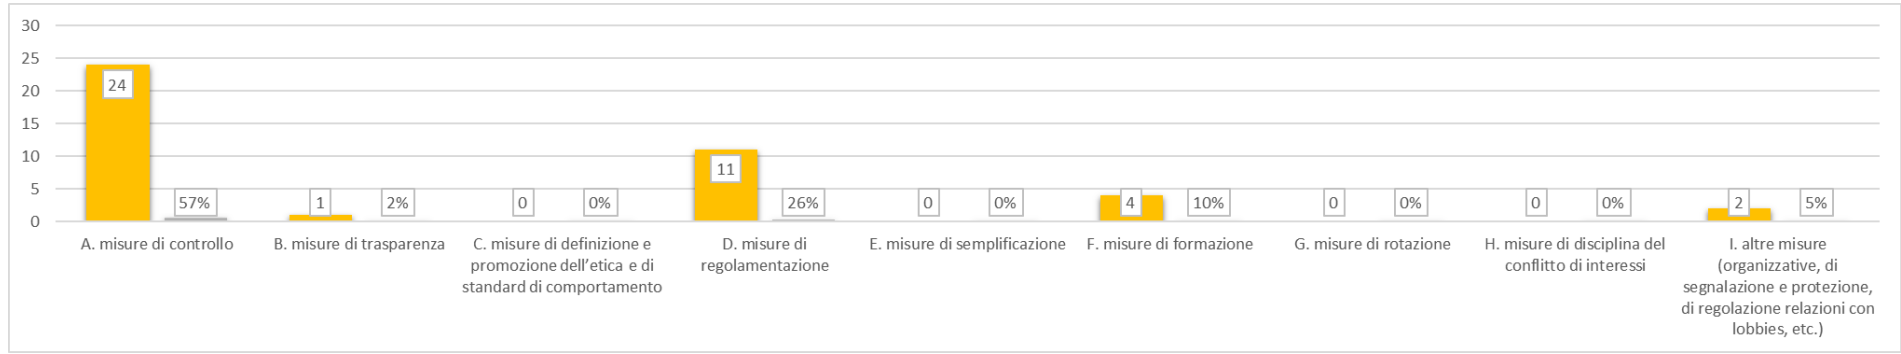 30
25
20
15
10
5
0
24
57%
1
2%
0
0%
11
26%
0
0%
4
10%
0
0%
0
0%
2
5%
A. misure di controllo
B. misure di trasparenza
C. misure di definizione e
promozione dell’etica e di
standard di comportamento
D. misure di
regolamentazione
E. misure di semplificazione
F. misure di formazione
G. misure di rotazione
H. misure di disciplina del
conflitto di interessi
I. altre misure
(organizzative, di
segnalazione e protezione,
di regolazione relazioni con
lobbies, etc.)